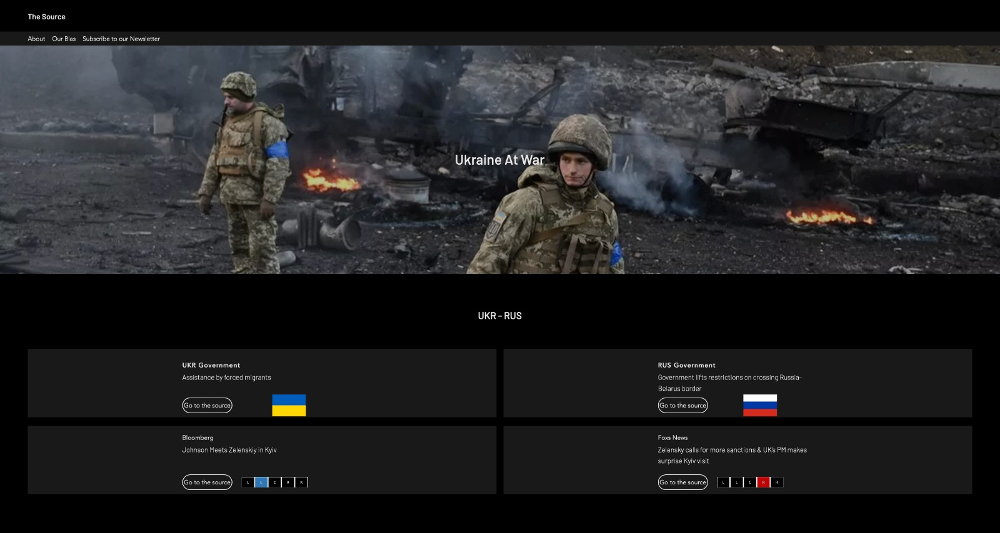 The Source
About Our Bias Subscribe to our Newsletter
Ukraine At War
UKR - RUS
UKR Government
Assistance by forced migrants
Go to the source
RUS Government
Government lifts restrictions on crossing Russia-
Belarus border
Go to the source
Bloomberg
Johnson Meets Zelenskiy in Kyiv
Go to the source
L L C R R
Foxs News
Zelensky calls for more sanctions & UK's PM makes
surprise Kyiv visit
Go to the source
L L C R R